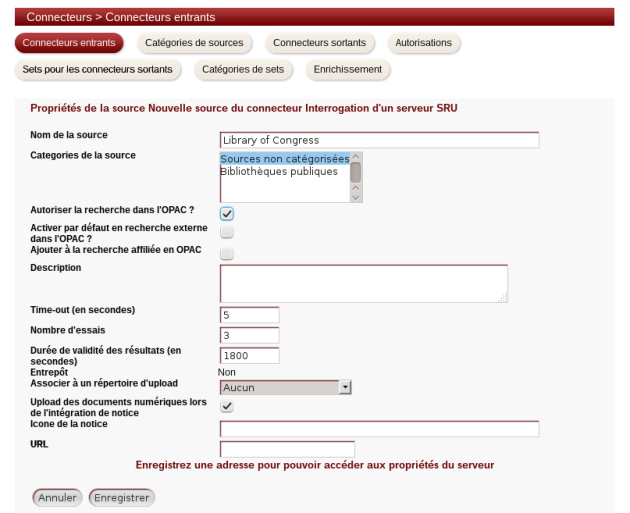 Connecteurs > Connecteurs entrants
Connecteurs entrants Catégories de sources Connecteurs sortants Autorisations
Sets pour les connecteurs sortants Catégories de sets Enrichissement
Propriétés de la source Nouvelle source du connecteur Interrogation d'un serveur SRU
Nom de la source Library of Congress
Categories de la source Sources non catégorisées
Bibliothèques publiques
Autoriser la recherche dans l'OPAC ?
Activer par défaut en recherche externe
dans l'OPAC ?
Ajouter à la recherche affiliée en OPAC
Description
Time-out (en secondes) 5
Nombre d'essais 3
Durée de validité des résultats (en
secondes) 1800
Entrepôt Non
Associer à un répertoire d'upload Aucun
Upload des documents numériques lors
de l'intégration de notice
Icone de la notice
URL
Enregistrez une adresse pour pouvoir accéder aux propriétés du serveur
Annuler Enregistrer